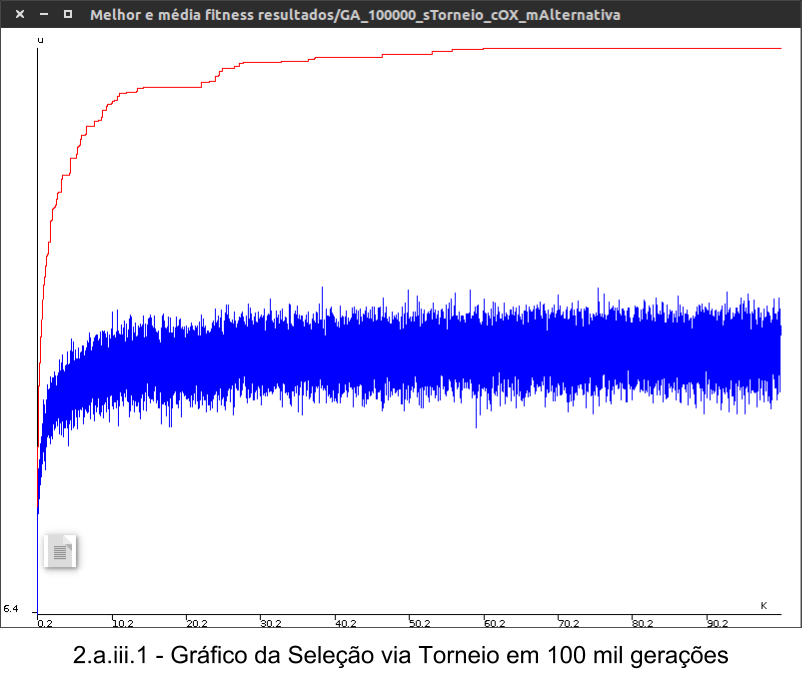 Melhor e média fitness resultados/GA_100000_sTorneio_cOX_mAlternativa
u
6.4
K
0.2 10.2 20.2 30.2 40.2 50.2 60.2 70.2 80.2 90.2
2.a.iii.1 - Gráfico da Seleção via Torneio em 100 mil gerações